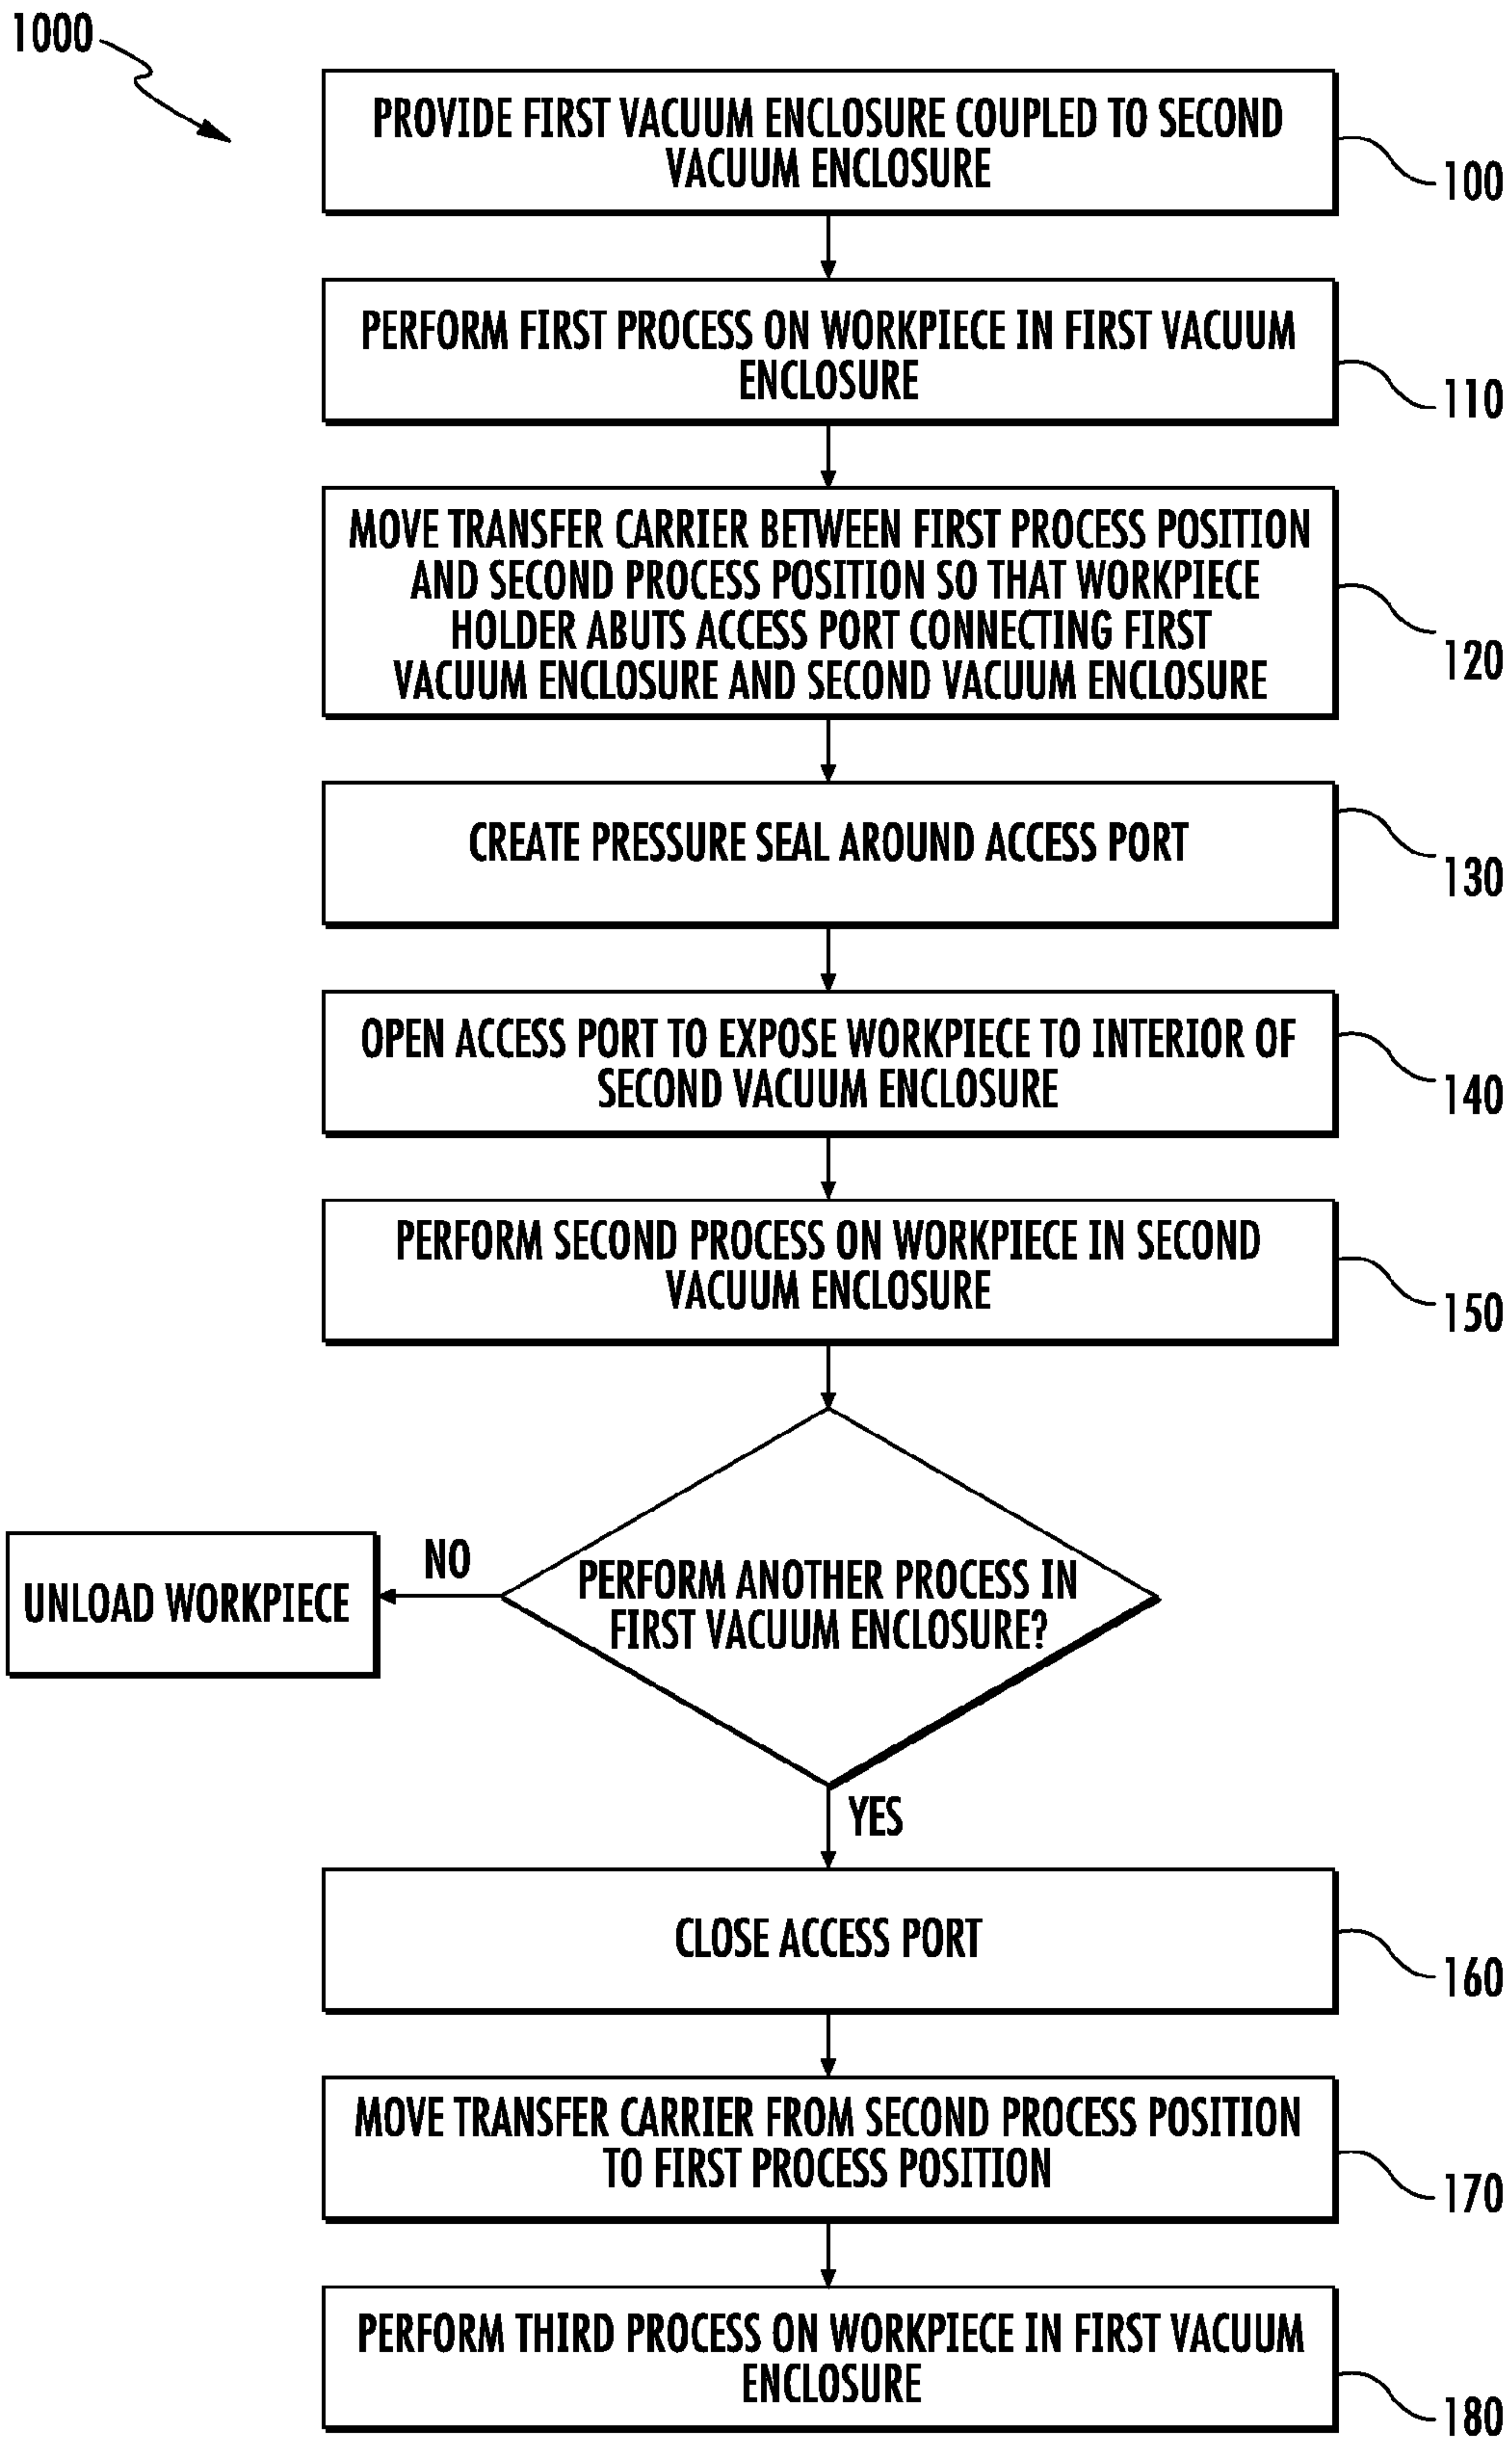 1000
PROVIDE FIRST VACUUM ENCLOSURE COUPLED TO SECOND
VACUUM ENCLOSURE
100
PERFORM FIRST PROCESS ON WORKPIECE IN FIRST VACUUM
ENCLOSURE
110
MOVE TRANSFER CARRIER BETWEEN FIRST PROCESS POSITION
AND SECOND PROCESS POSITION SO THAT WORKPIECE
HOLDER ABUTS ACCESS PORT CONNECTING FIRST
VACUUM ENCLOSURE AND SECOND VACUUM ENCLOSURE
120
CREATE PRESSURE SEAL AROUND ACCESS PORT
130
OPEN ACCESS PORT TO EXPOSE WORKPIECE TO INTERIOR OF
SECOND VACUUM ENCLOSURE
140
PERFORM SECOND PROCESS ON WORKPIECE IN SECOND
VACUUM ENCLOSURE
150
PERFORM ANOTHER PROCESS IN
FIRST VACUUM ENCLOSURE?
NO
UNLOAD WORKPIECE
YES
CLOSE ACCESS PORT
160
MOVE TRANSFER CARRIER FROM SECOND PROCESS POSITION
TO FIRST PROCESS POSITION
170
PERFORM THIRD PROCESS ON WORKPIECE IN FIRST VACUUM
ENCLOSURE
180